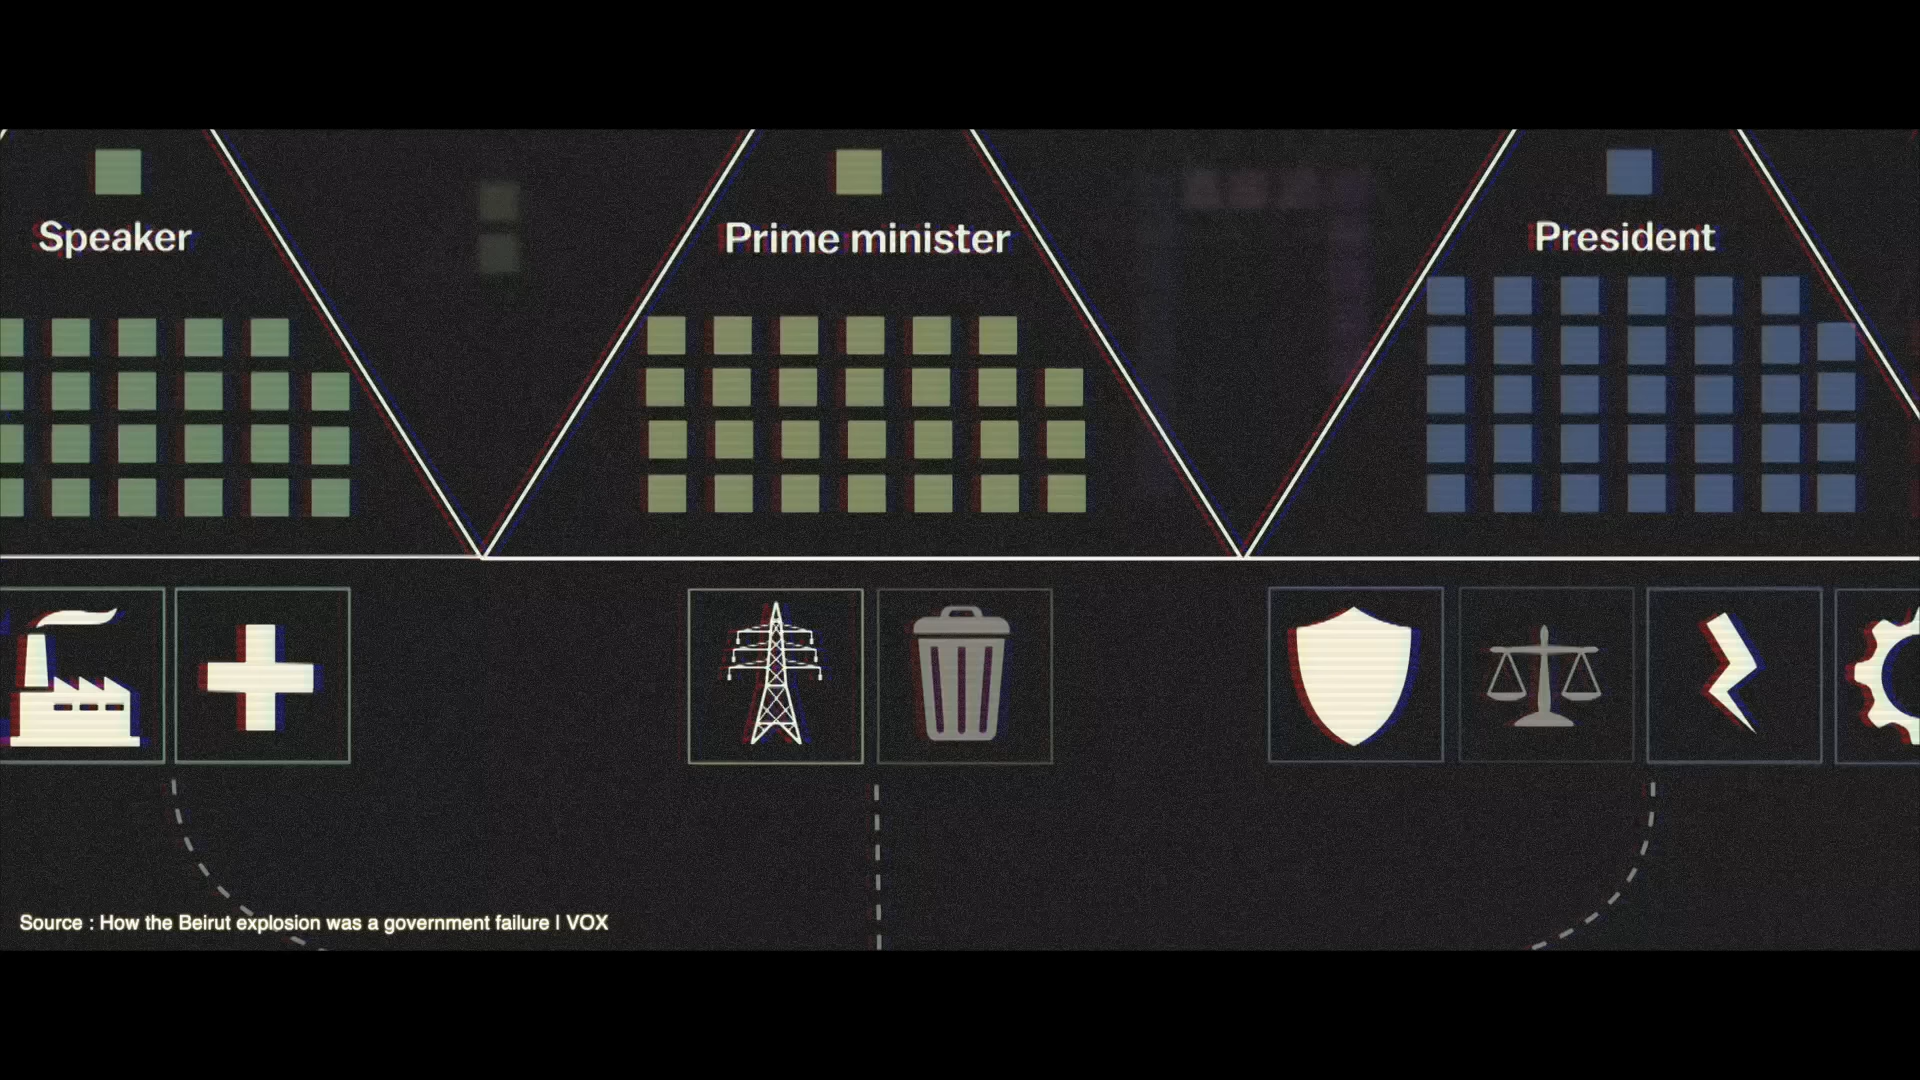 Speaker
Prime minister
President
Source : How the Beirut explosion was a government failure | VOX